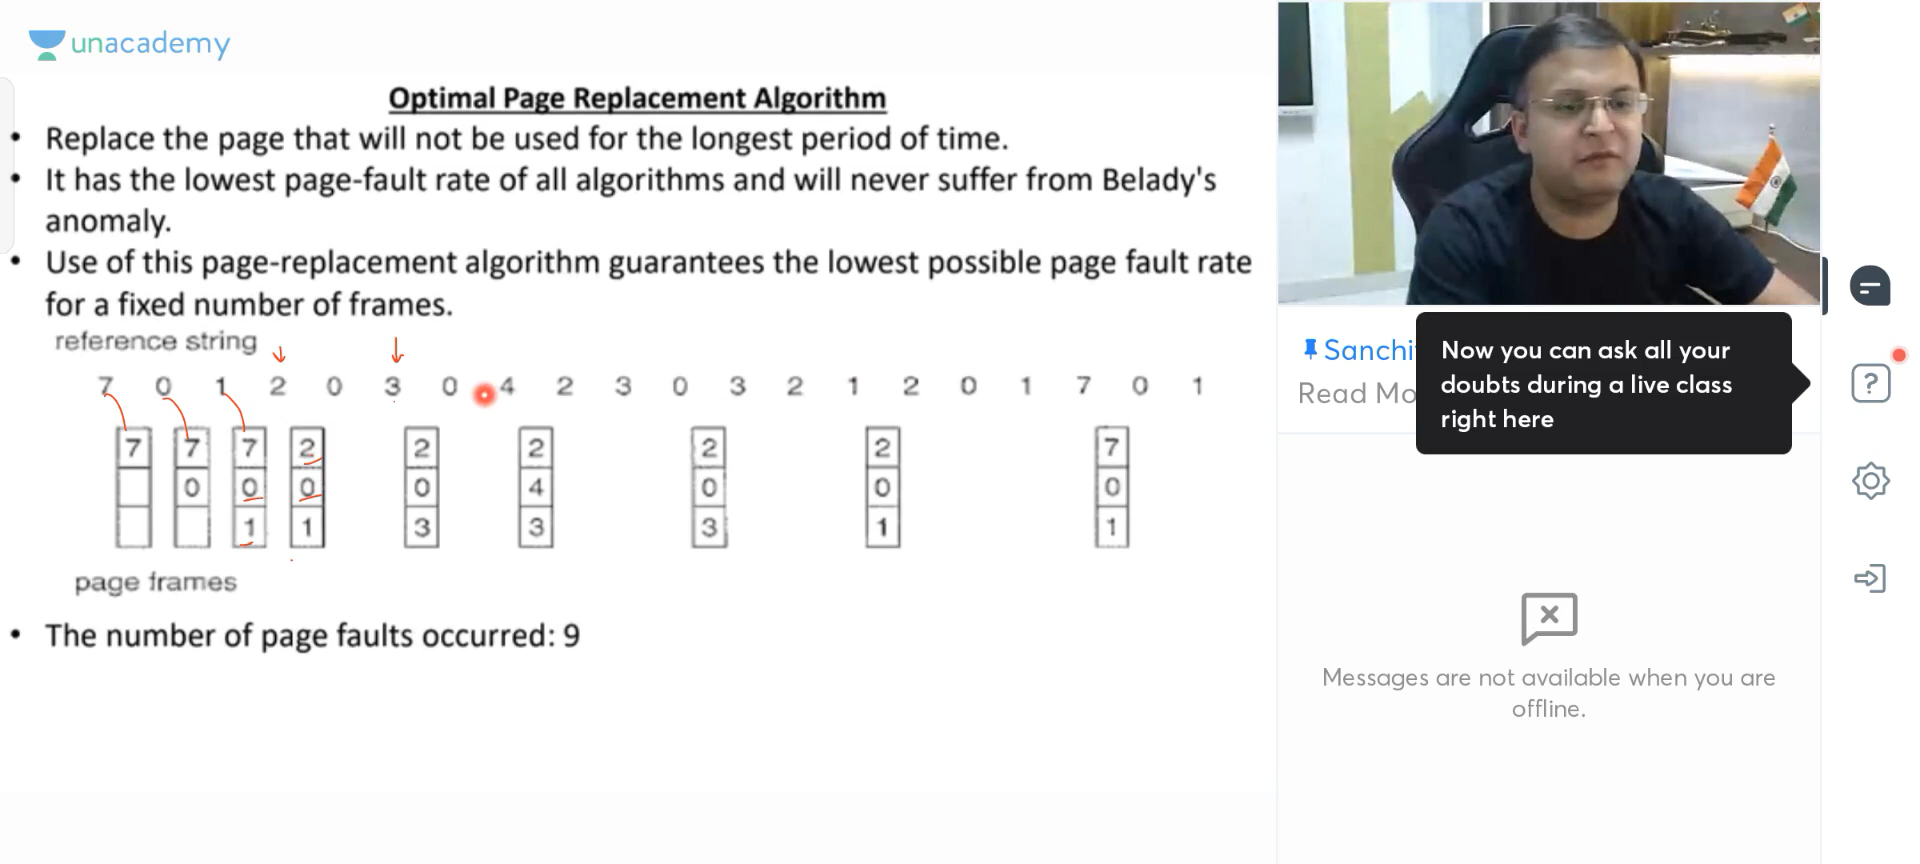 unacademy
Optimal Page Replacement Algorithm
• Replace the page that will not be used for the longest period of time.
• It has the lowest page-fault rate of all algorithms and will never suffer from Belady's
anomaly.
• Use of this page-replacement algorithm guarantees the lowest possible page fault rate
for a fixed number of frames.
reference string
7 0 1 2 0 3 0 4 2 3 0 3 2 1 2 0 1 7 0 1
7 7 7 2 2 2 2 2 7
0 0 0 0 4 0 0 0
1 1 3 3 3 1 1
page frames
• The number of page faults occurred: 9
Sanchi
Read Mo
Now you can ask all your
doubts during a live class
right here
?
Messages are not available when you are
offline.